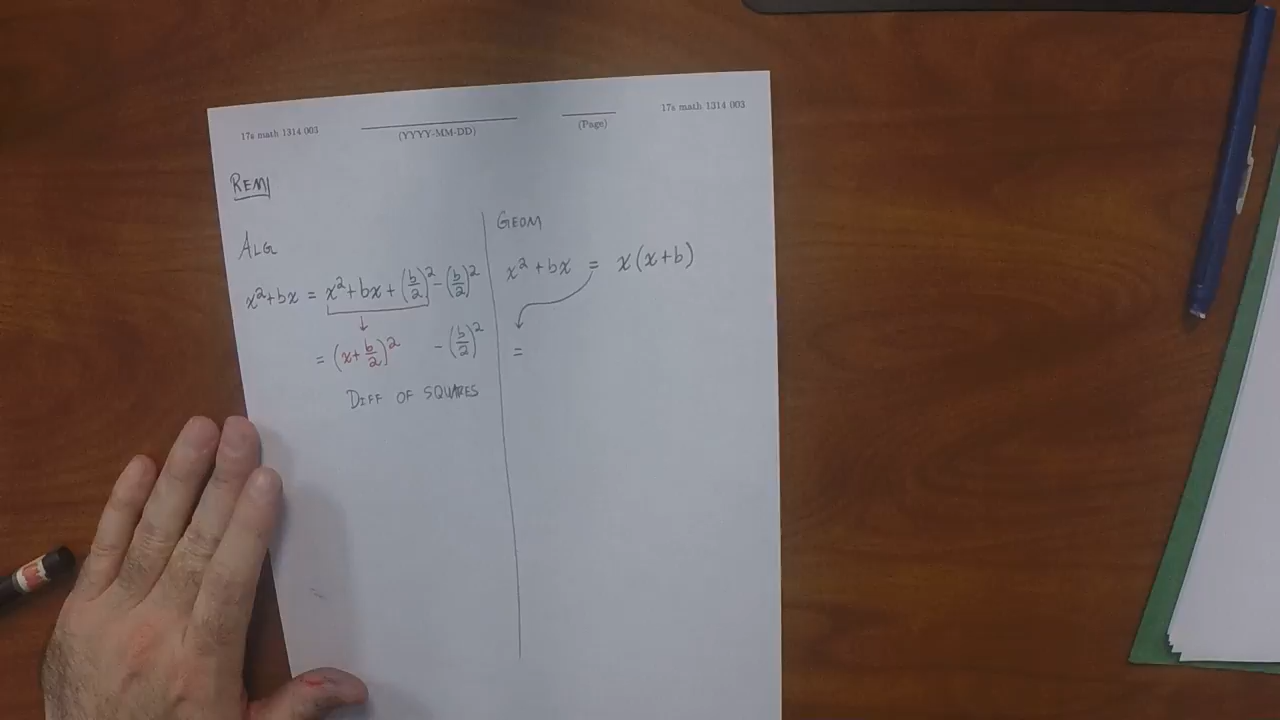 17s math 1314 003 (YYYY-MM-DD) (Page) 17s math 1314 003
REM
ALG
x²+bx = x²+bx+(b/2)²-(b/2)²
= (x+b/2)² -(b/2)²
DIFF OF SQUARES
GEOM
x²+bx = x(x+b)
=